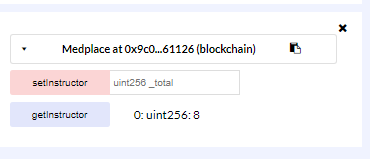 Medplace at 0x9c0...61126 (blockchain)
setInstructor uint256 _total
getInstructor 0: uint256: 8